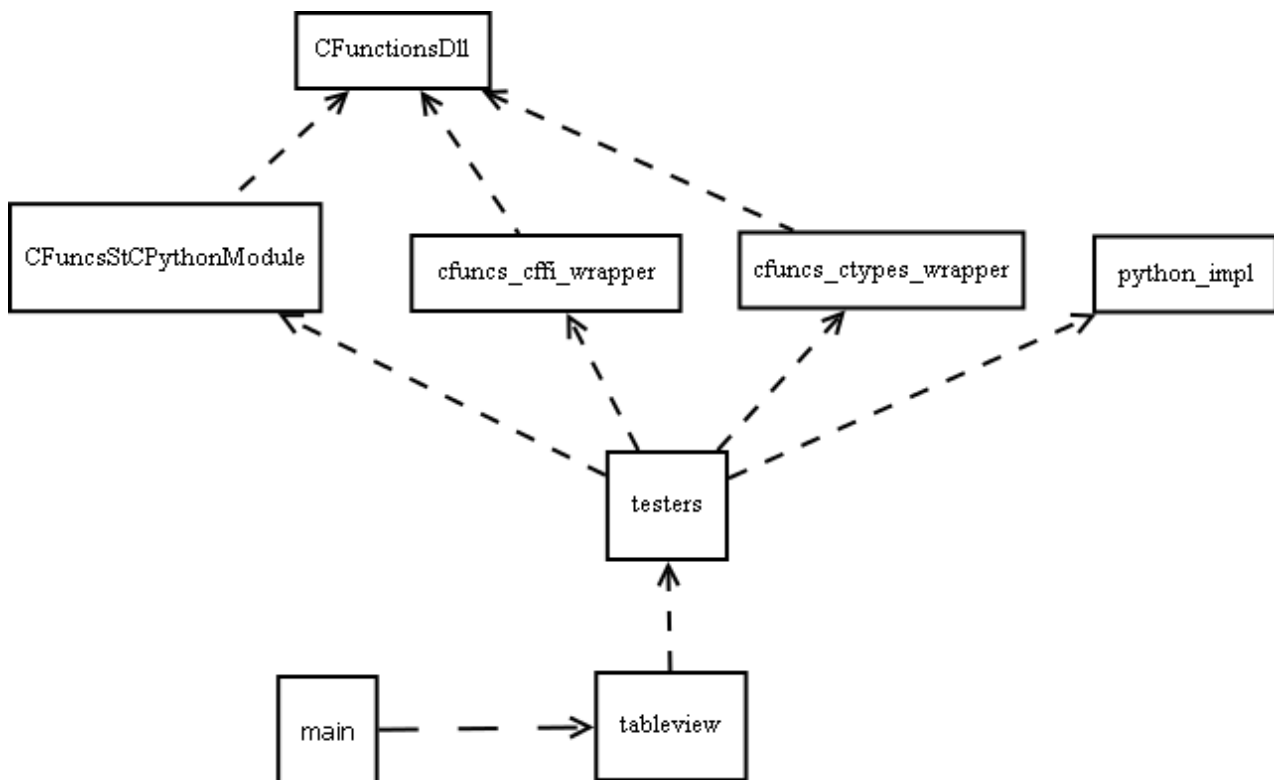 CFunctionsDll
CFuncsStCPythonModule
cfuncs_cffi_wrapper
cfuncs_ctypes_wrapper
python_impl
testers
main
tableview